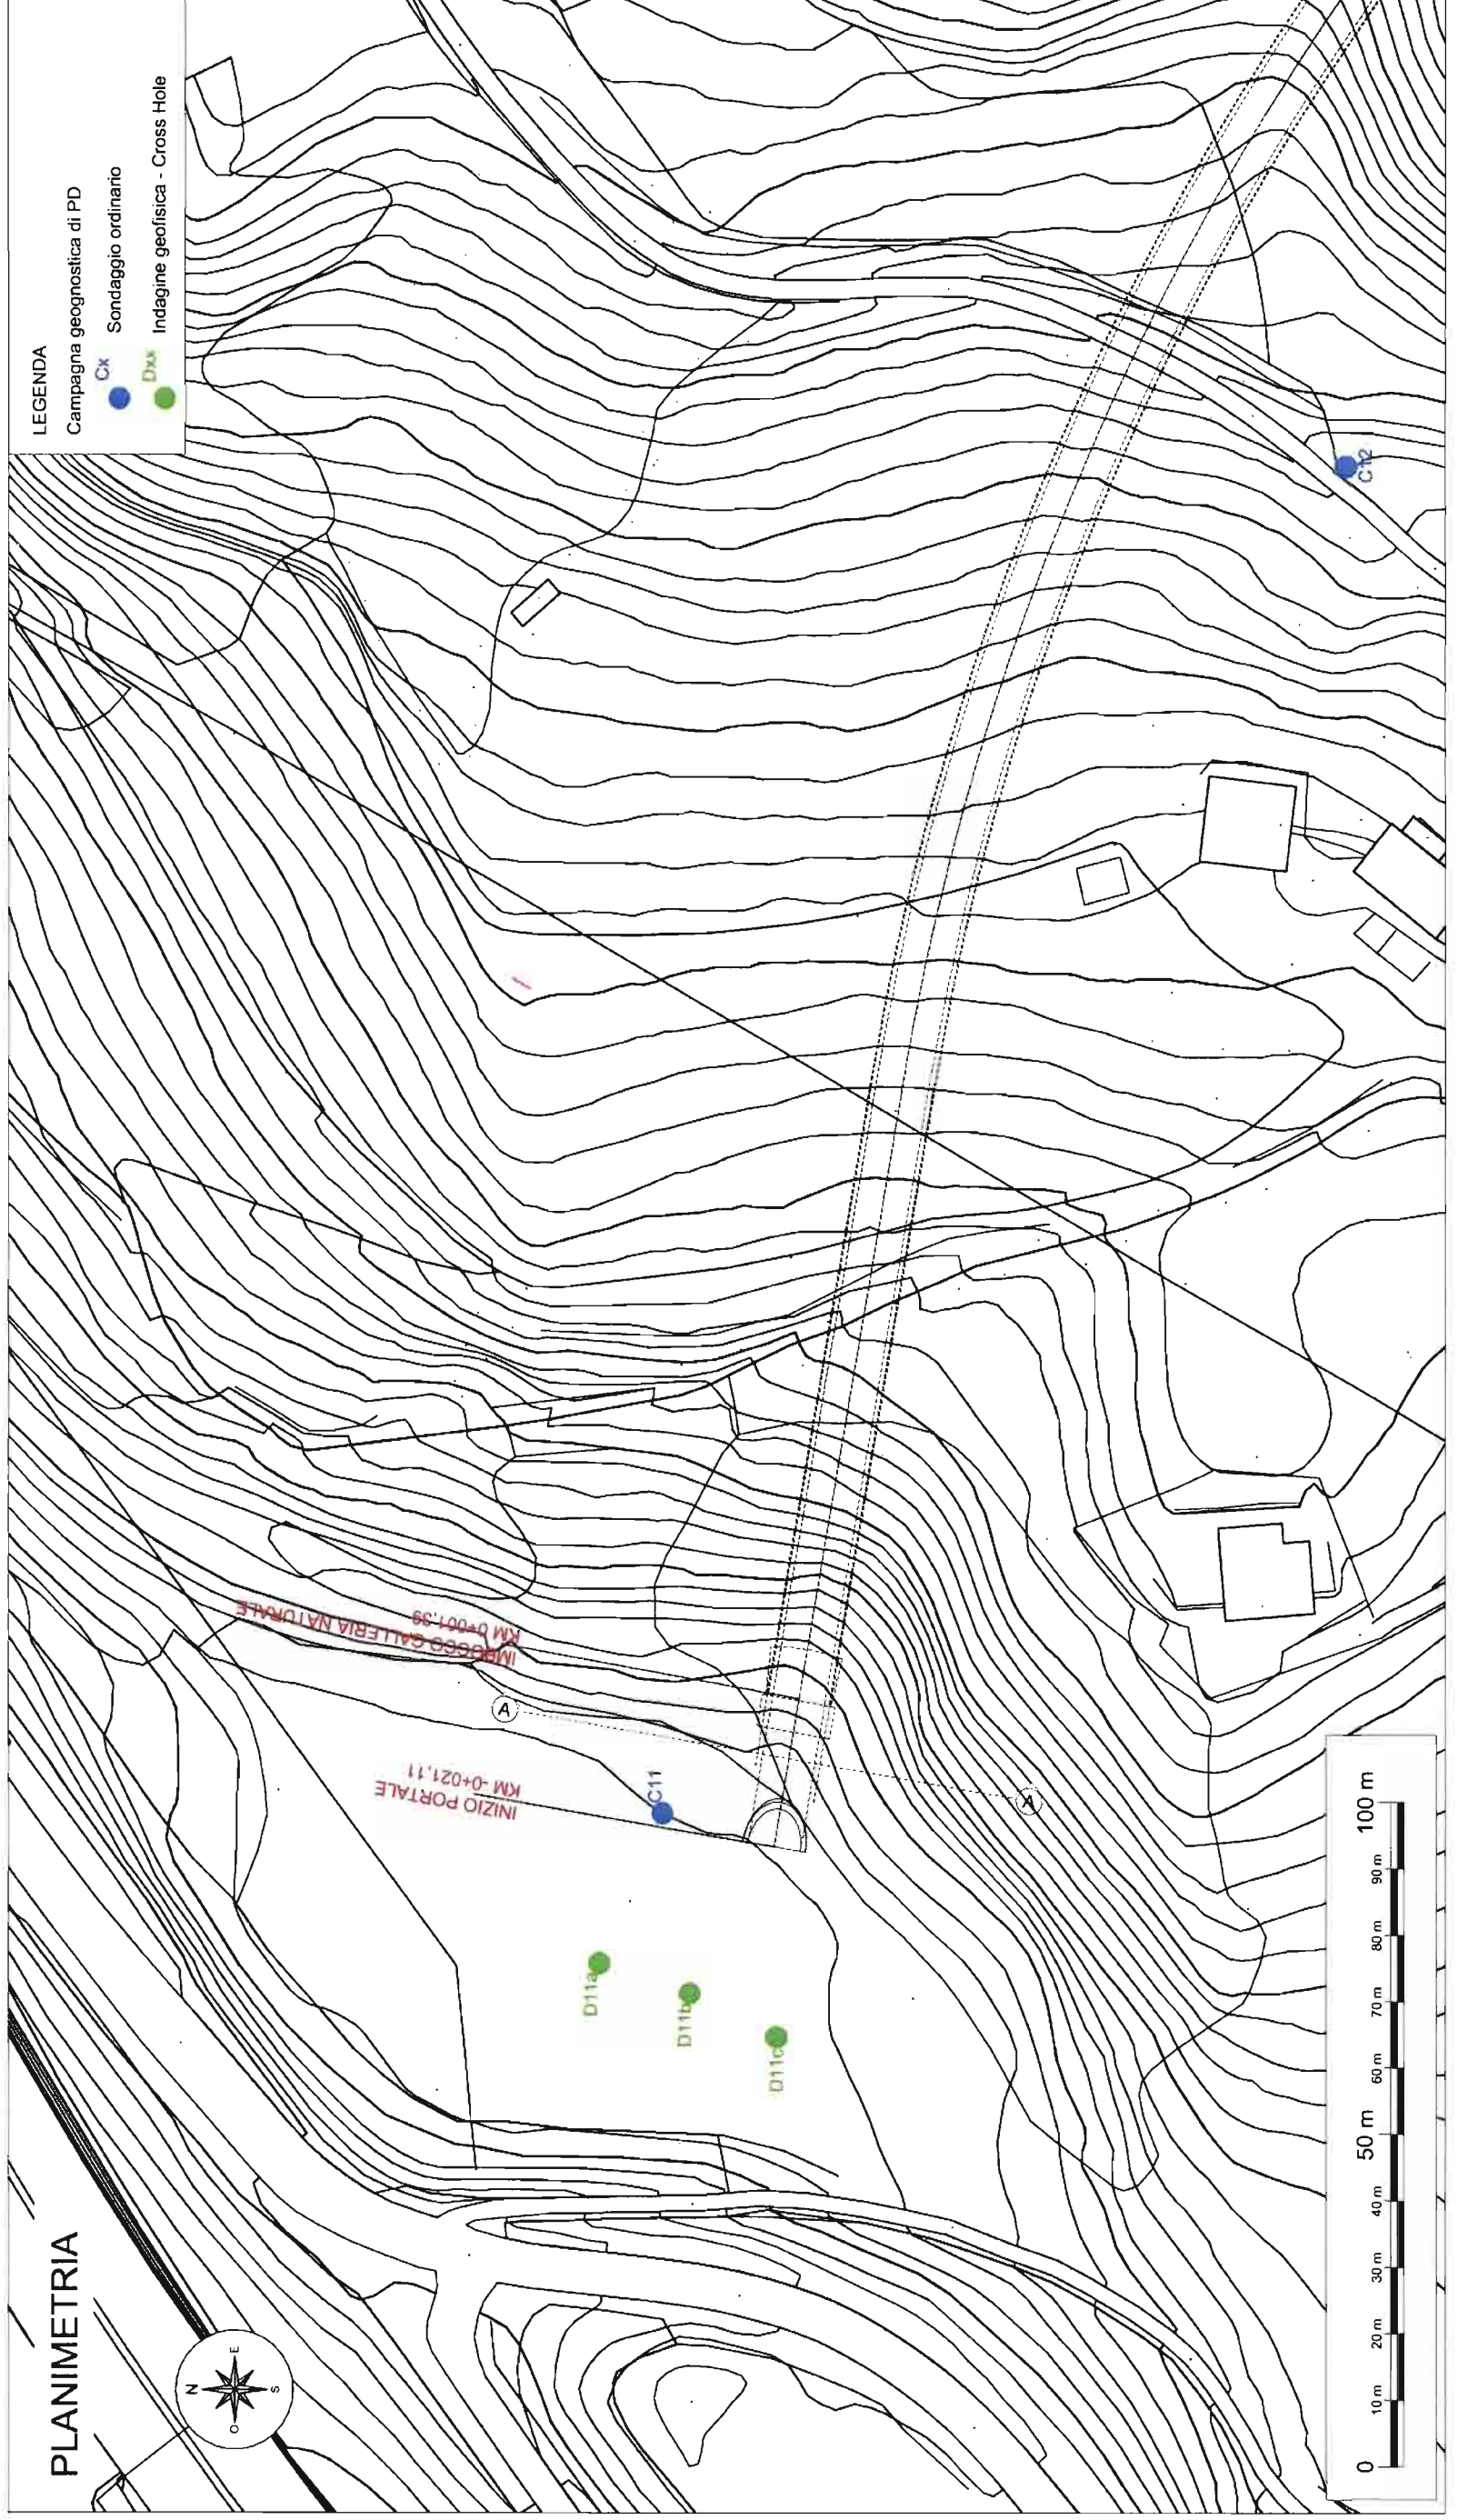 PLANIMETRIA
N
O
E
S
LEGENDA
Campagna geognostica di PD
Cx
Sondaggio ordinario
Dxx
Indagine geofisica - Cross Hole
IMBOCCO GALLERIA NATURALE
KM 0+001,39
A
INIZIO PORTALE
KM -0+021,11
C11
D11a
D11b
D11c
A
C12
0
10 m
20 m
30 m
40 m
50 m
60 m
70 m
80 m
90 m
100 m